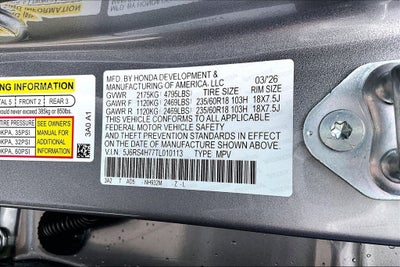 NG INFORMATION
TAL 5 FRONT 2 REAR 3
d never exceed 385kg or 850lbs.
E PRESSURE
KPA, 35PSI
KPA, 32PSI
KPA, 60PSI
SEE OWNER'S
MANUAL FOR
ADDITIONAL
INFORMATION
3A0 A1
MFD. BY HONDA DEVELOPMENT &
MANUFACTURING OF AMERICA, LLC 03/26
GVWR 2175KG( 4795LBS) TIRE SIZE RIM SIZE
GAWR F 1120KG( 2469LBS) 235/60R18 103H 18X7.5J
GAWR R 1120KG( 2469LBS) 235/60R18 103H 18X7.5J
THIS VEHICLE CONFORMS TO ALL APPLICABLE
FEDERAL MOTOR VEHICLE SAFETY
AND THEFT PREVENTION STANDARDS IN EFFECT ON
THE DATE OF MANUFACTURE SHOWN ABOVE.
V.I.N: 5J6RS4H77TL010113 TYPE: MPV
NH932M